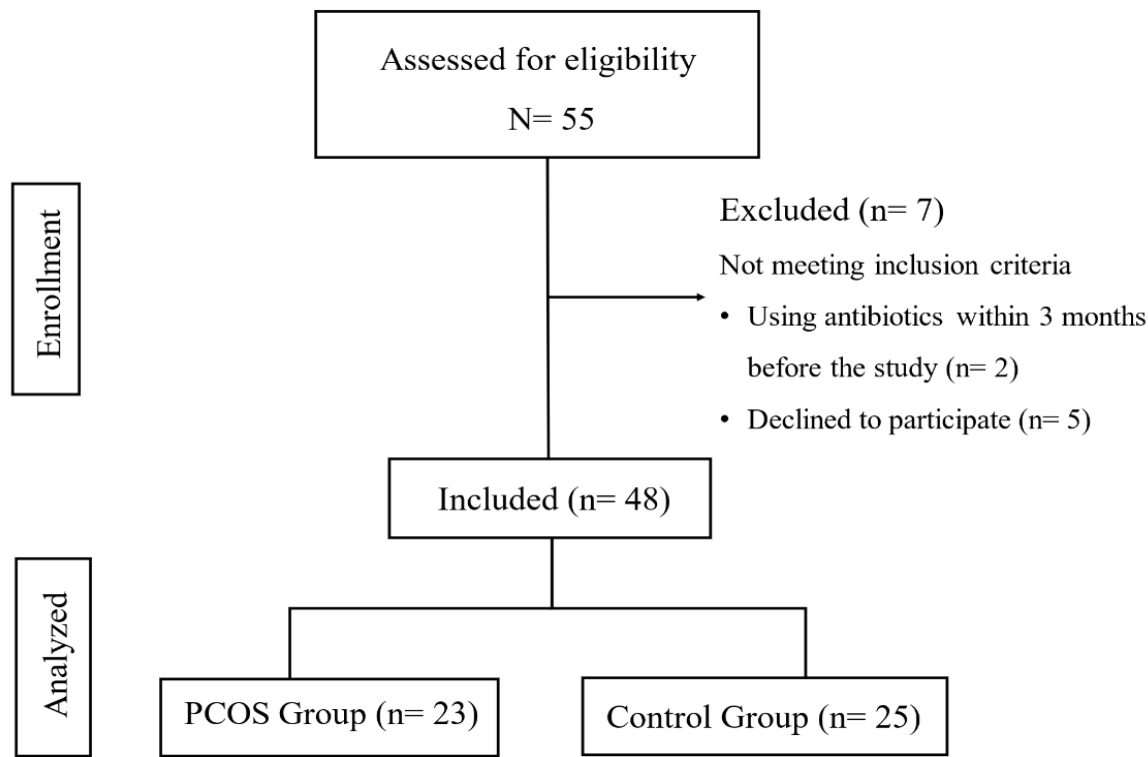 Assessed for eligibility
N= 55
Enrollment
Excluded (n= 7)
Not meeting inclusion criteria
• Using antibiotics within 3 months
before the study (n= 2)
• Declined to participate (n= 5)
Included (n= 48)
Analyzed
PCOS Group (n= 23)
Control Group (n= 25)